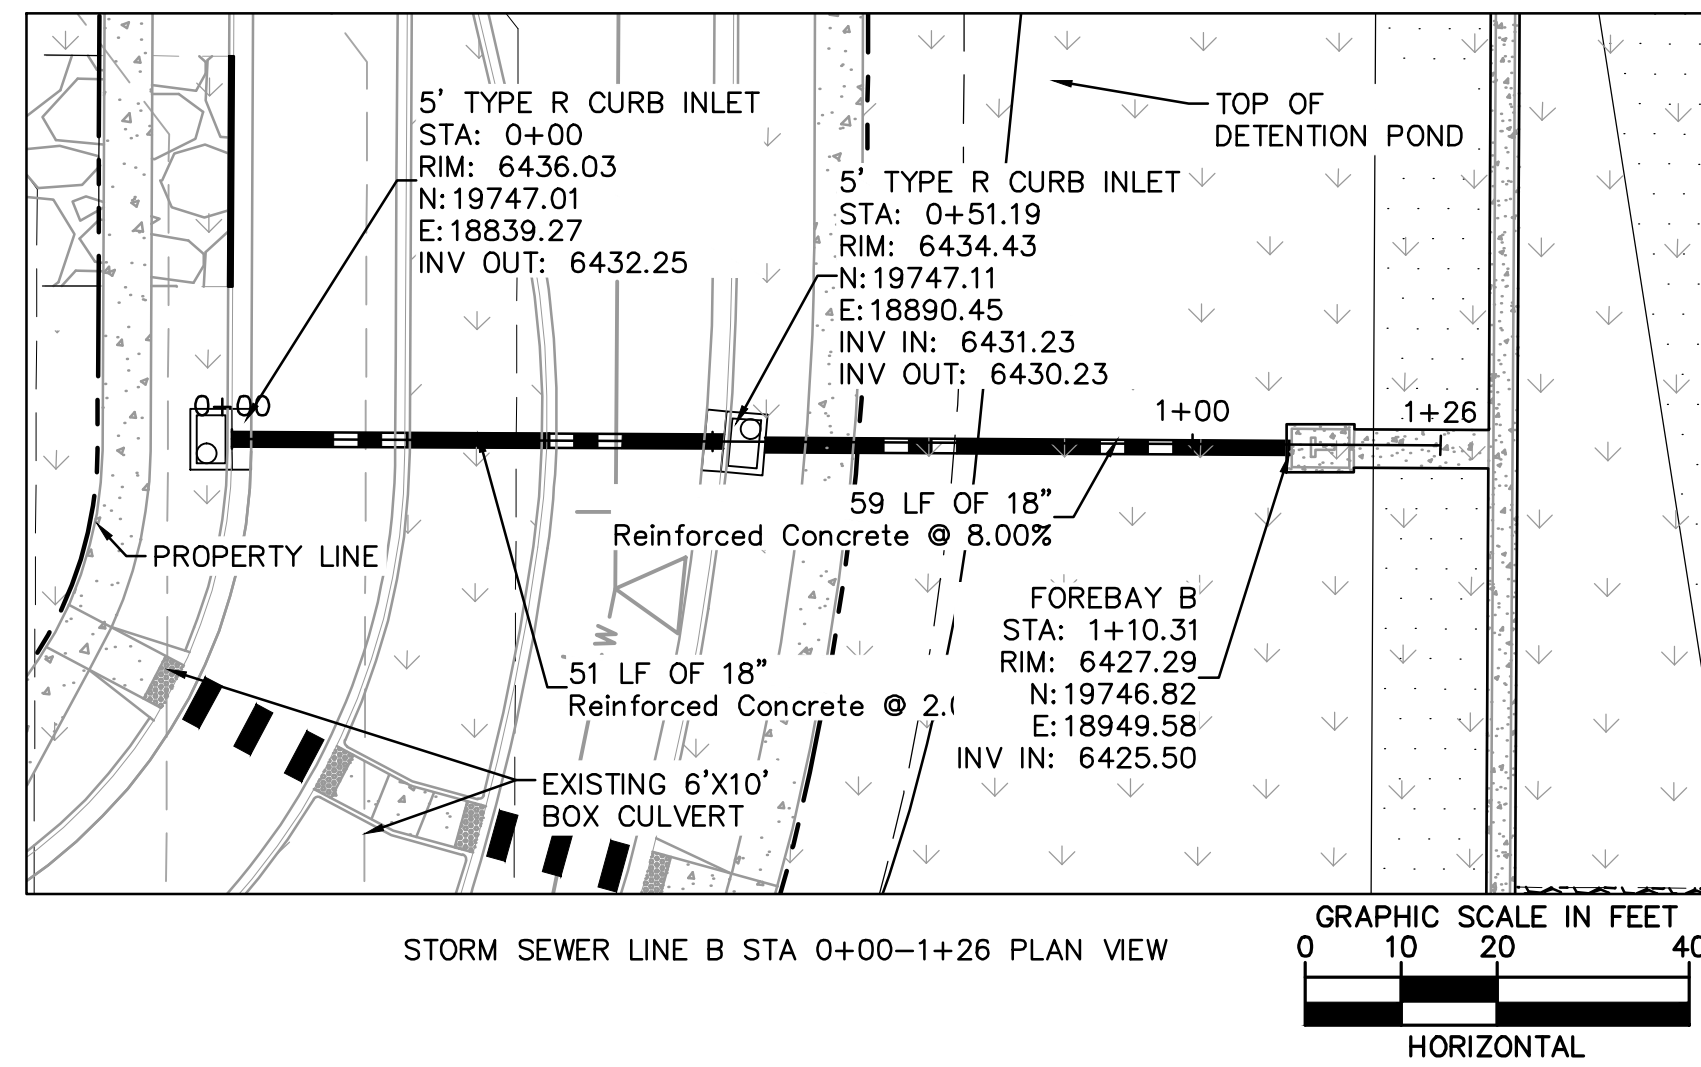 5' TYPE R CURB INLET
STA: 0+00
RIM: 6436.03
N:19747.01
E:18839.27
INV OUT: 6432.25
TOP OF
DETENTION POND
5' TYPE R CURB INLET
STA: 0+51.19
RIM: 6434.43
N:19747.11
E:18890.45
INV IN: 6431.23
INV OUT: 6430.23
0+00
1+00
1+26
59 LF OF 18"
Reinforced Concrete @ 8.00%
PROPERTY LINE
FOREBAY B
STA: 1+10.31
RIM: 6427.29
N:19746.82
E:18949.58
INV IN: 6425.50
W
51 LF OF 18"
Reinforced Concrete @ 2.
EXISTING 6'X10'
BOX CULVERT
STORM SEWER LINE B STA 0+00-1+26 PLAN VIEW
GRAPHIC SCALE IN FEET
0 10 20 40
HORIZONTAL